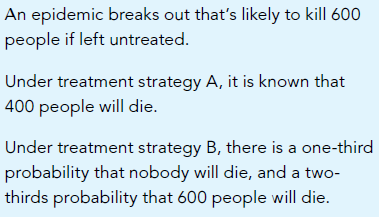 An epidemic breaks out that's likely to kill 600
people if left untreated.
Under treatment strategy A, it is known that
400 people will die.
Under treatment strategy B, there is a one-third
probability that nobody will die, and a two-
thirds probability that 600 people will die.